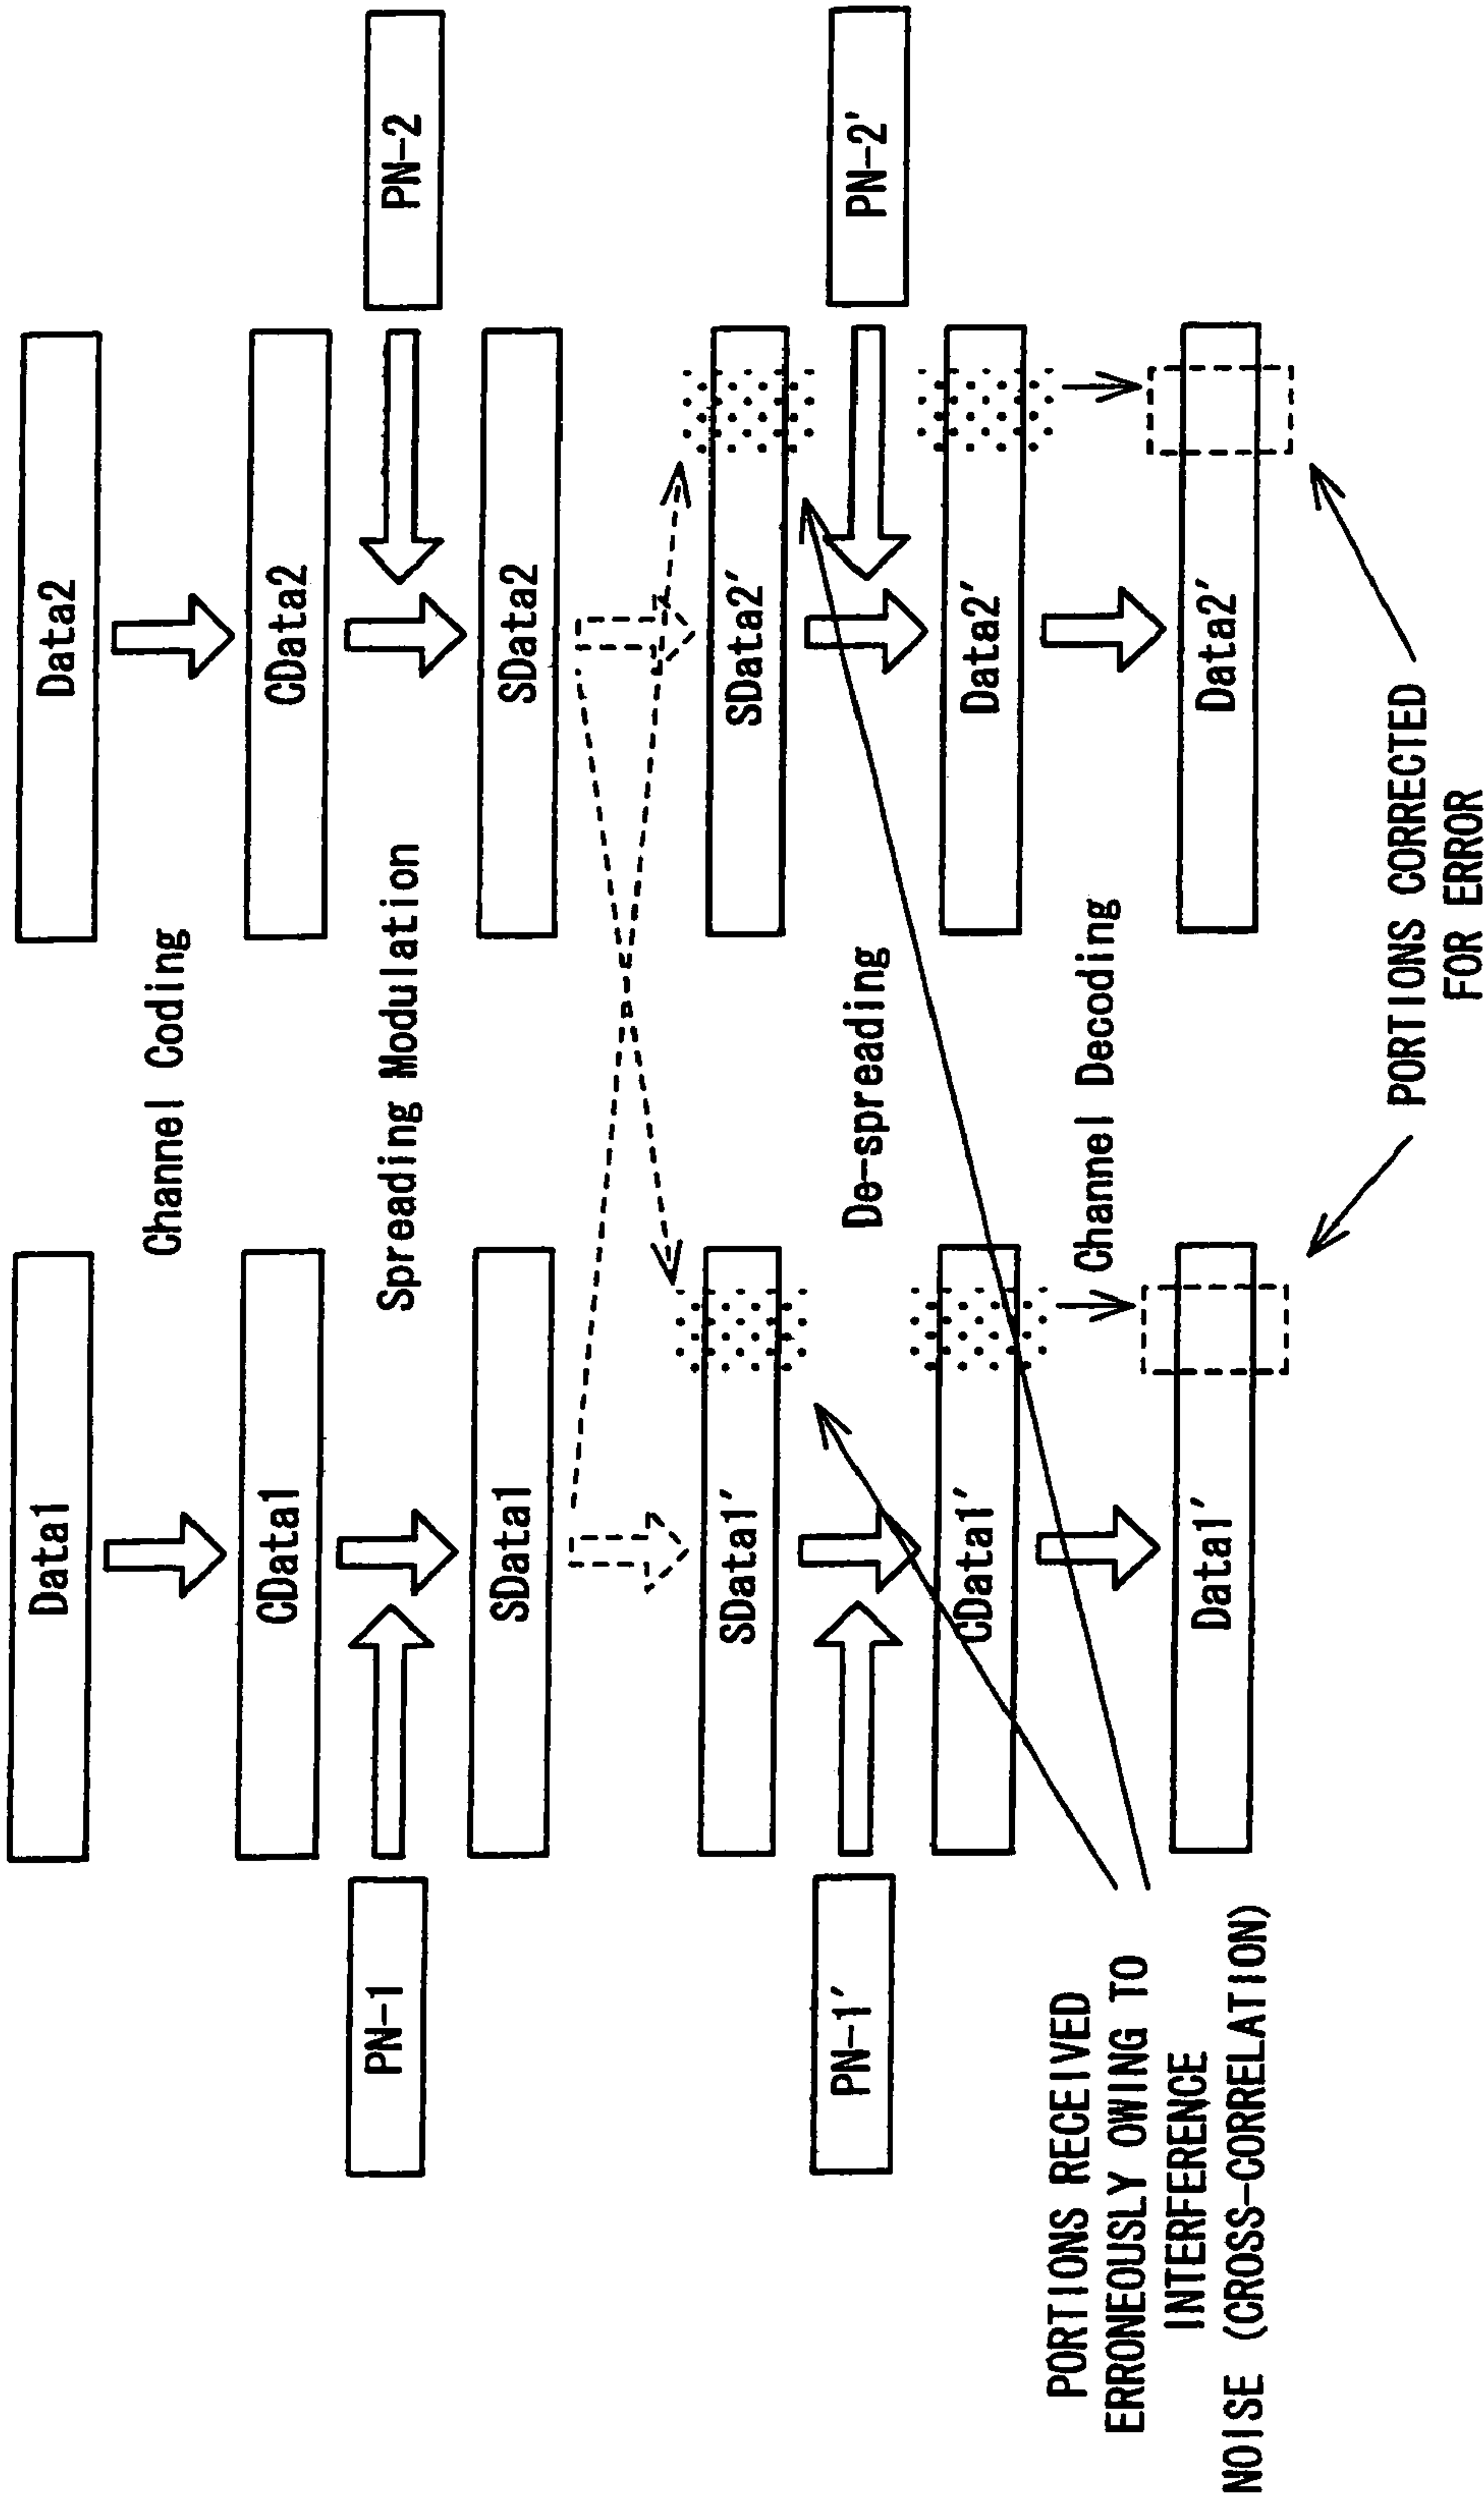 Data1
Data2
Channel Coding
CData1
CData2
PN-1
Spreading Modulation
PN-2
SData1
SData2
SData1′
SData2′
PN-1′
De-spreading
PN-2′
CData1′
Data2′
Channel Decoding
Data1′
Data2′
PORTIONS RECEIVED
ERRONEOUSLY OWING TO
INTERFERENCE
NOISE (CROSS-CORRELATION)
PORTIONS CORRECTED
FOR ERROR